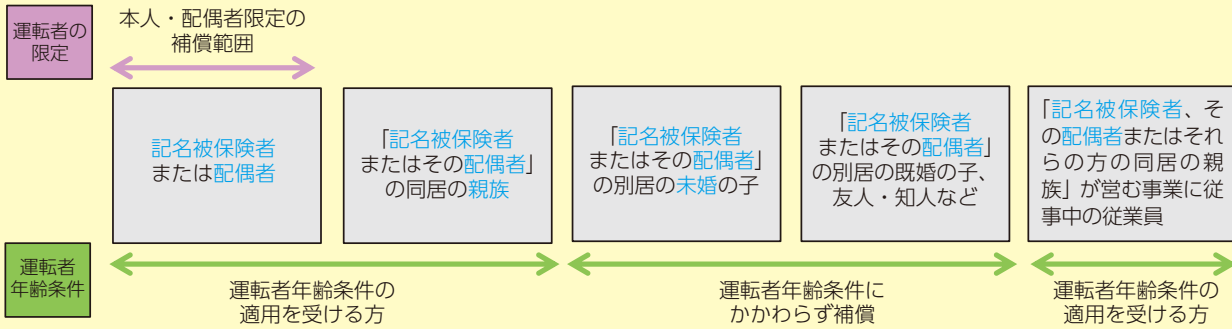 運転者の
限定
本人・配偶者限定の
補償範囲
記名被保険者
または配偶者
「記名被保険者
またはその配偶者」
の同居の親族
「記名被保険者
またはその配偶者」
の別居の未婚の子
「記名被保険者
またはその配偶者」
の別居の既婚の子、
友人・知人など
「記名被保険者、そ
の配偶者またはそれ
らの方の同居の親
族」が営む事業に従
事中の従業員
運転者
年齢条件
運転者年齢条件の
適用を受ける方
運転者年齢条件に
かかわらず補償
運転者年齢条件の
適用を受ける方